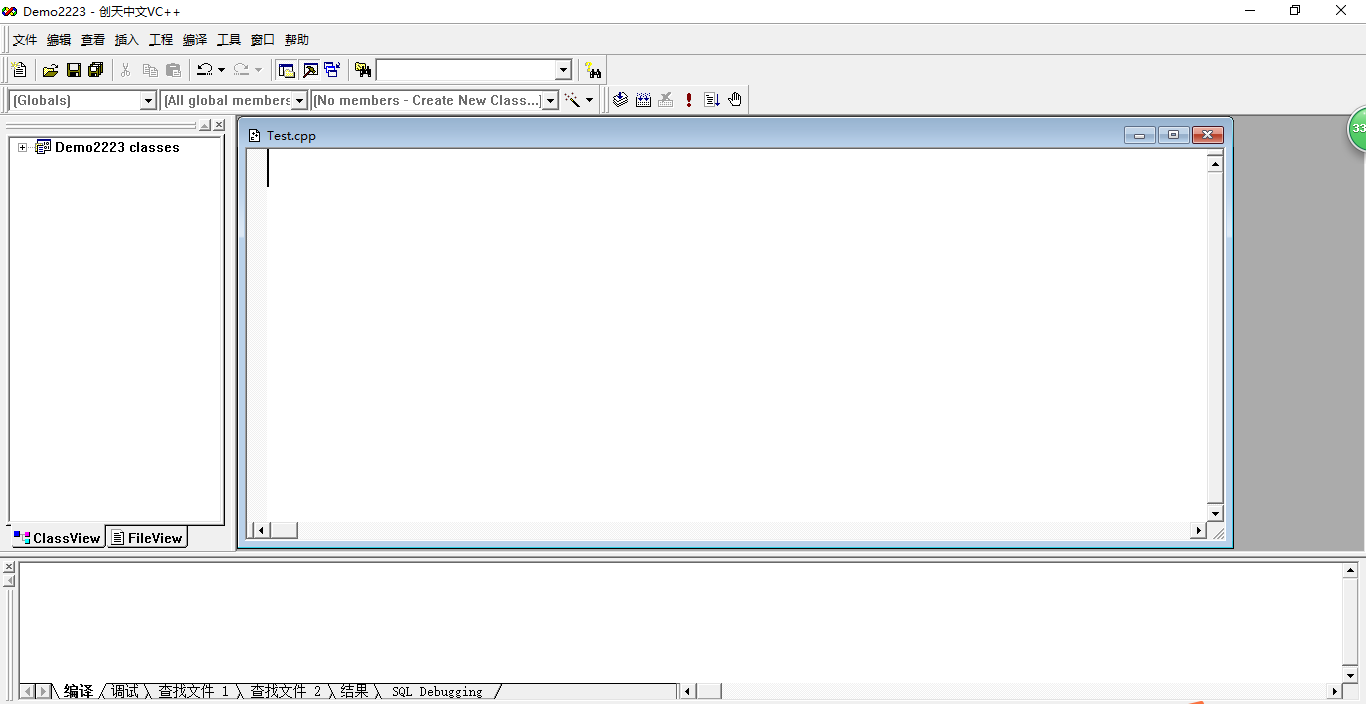 Demo2223 - 创天中文VC++
文件 编辑 查看 插入 工程 编译 工具 窗口 帮助
(Globals) (All global members (No members - Create New Class...)
Test.cpp
Demo2223 classes
33
ClassView FileView
编译 调试 查找文件 1 查找文件 2 结果 SQL Debugging